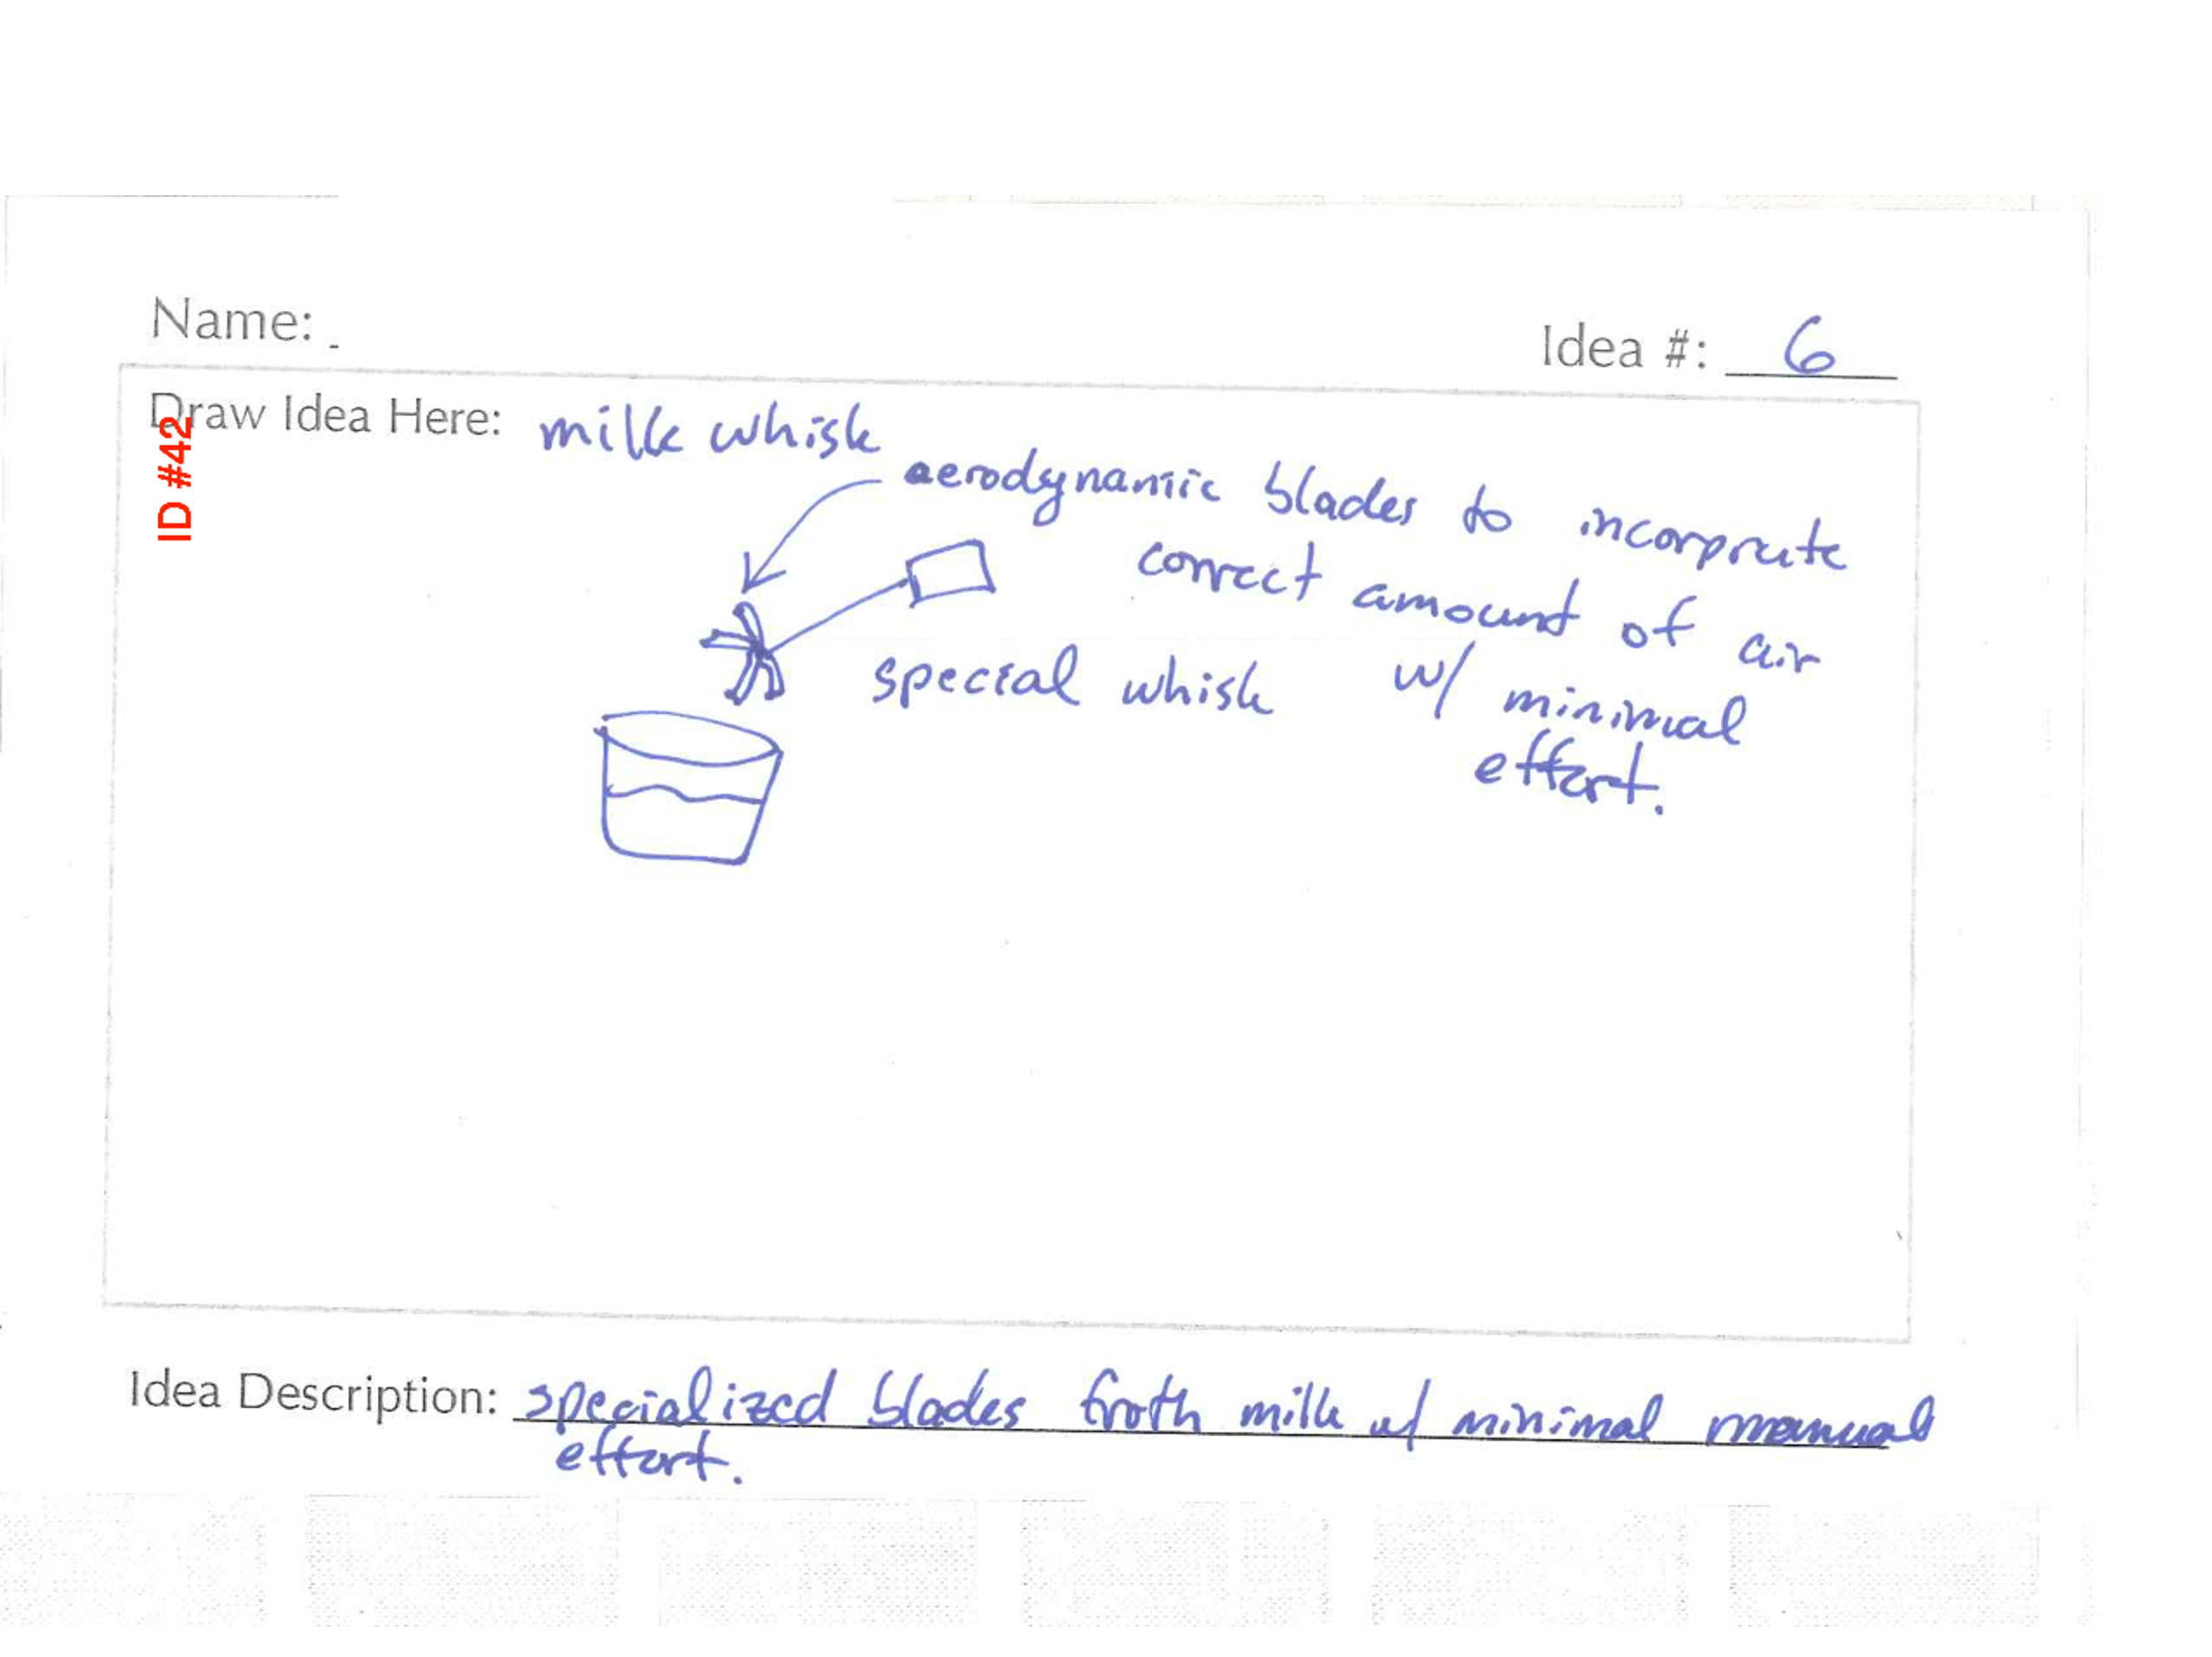 Name:
Idea #: 6
Draw Idea Here: milk whisk
ID #42
aerodynamic blades to incorprate
correct amount of air
special whisk w/ minimal
effort.
Idea Description: specialized blades froth milk w/ minimal manual
effort.